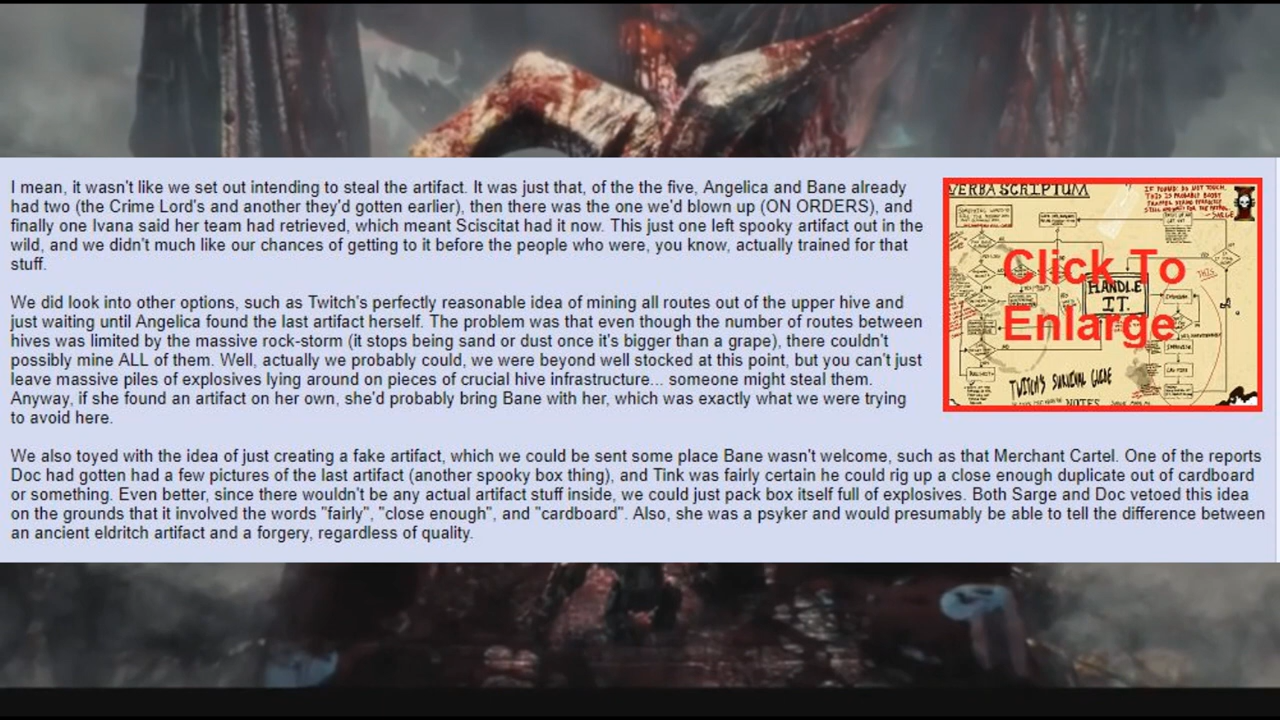 I mean, it wasn't like we set out intending to steal the artifact. It was just that, of the the five, Angelica and Bane already
had two (the Crime Lord's and another they'd gotten earlier), then there was the one we'd blown up (ON ORDERS), and
finally one Ivana said her team had retrieved, which meant Sciscitat had it now. This just one left spooky artifact out in the
wild, and we didn't much like our chances of getting to it befoe the people who were, you know, actually trained for that
stuff.
We did look into other options, such as Twitch's perfectly reasonable idea of mining all routes out of the upper hive and
just waiting until Angelica found the last artifact herself. The problem was that even though the number of routes between
hives was limited by the massive rock-storm (it stops being sand or dust once it's bigger than a grape), there couldn't
possibly mine ALL of them. Well, actually we probably could, we were beyond well stocked at this point, but you can't just
leave massive piles of explosives lying around on pieces of crucial hive infrastructure... someone might steal them.
Anyway, if she found an artifact on her own, she'd probably bring Bane with her, which was exactly what we were trying
to avoid here.
We also toyed with the idea of just creating a fake artifact, which we could be sent some place Bane wasn't welcome, such as that Merchant Cartel. One of the reports
Doc had gotten had a few pictures of the last artifact (another spooky box thing), and Tink was fairly certain he could rig up a close enough duplicate out of cardboard
or something. Even better, since there wouldn't be any actual artifact stuff inside, we could just pack box itself full of explosives. Both Sarge and Doc vetoed this idea
on the grounds that it involved the words "fairly", "close enough", and "cardboard". Also, she was a psyker and would presumably be able to tell the difference between
an ancient eldritch artifact and a forgery, regardless of quality.
VERBA SCRIPTUM
IF FOUND: DO NOT TOUCH.
THIS IS PROBABLY BOOBY
- SARGE
Click To
Enlarge
HANDLE
IT.
THIS.
TWITCH'S SURVIVAL GUIDE
NOTES